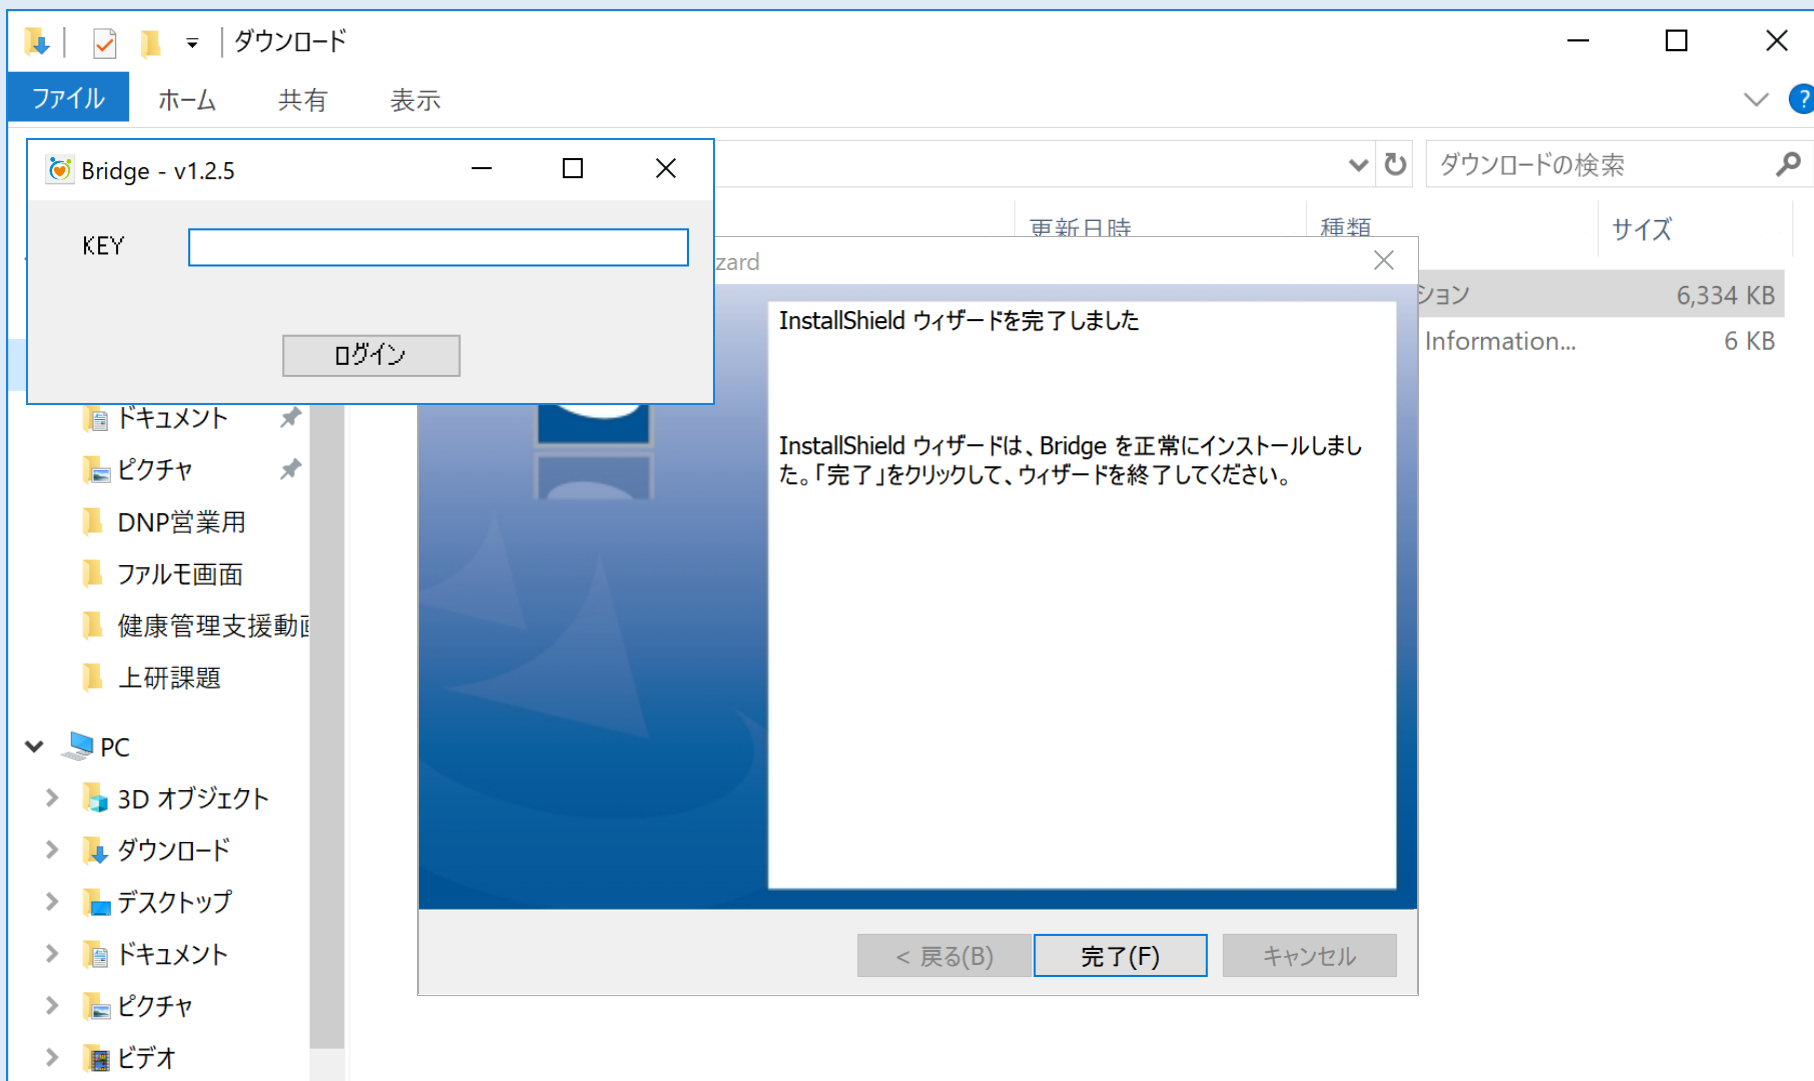 ダウンロード
ファイル ホーム 共有 表示
?
Bridge - v1.2.5
ダウンロードの検索
KEY
ログイン
更新日時 種類 サイズ
zard
ション 6,334 KB
Information... 6 KB
InstallShield ウィザードを完了しました
InstallShield ウィザードは、Bridge を正常にインストールしまし
た。「完了」をクリックして、ウィザードを終了してください。
ドキュメント
ピクチャ
DNP営業用
ファルモ画面
健康管理支援動画
上研課題
PC
3D オブジェクト
ダウンロード
デスクトップ
ドキュメント
ピクチャ
ビデオ
< 戻る(B) 完了(F) キャンセル